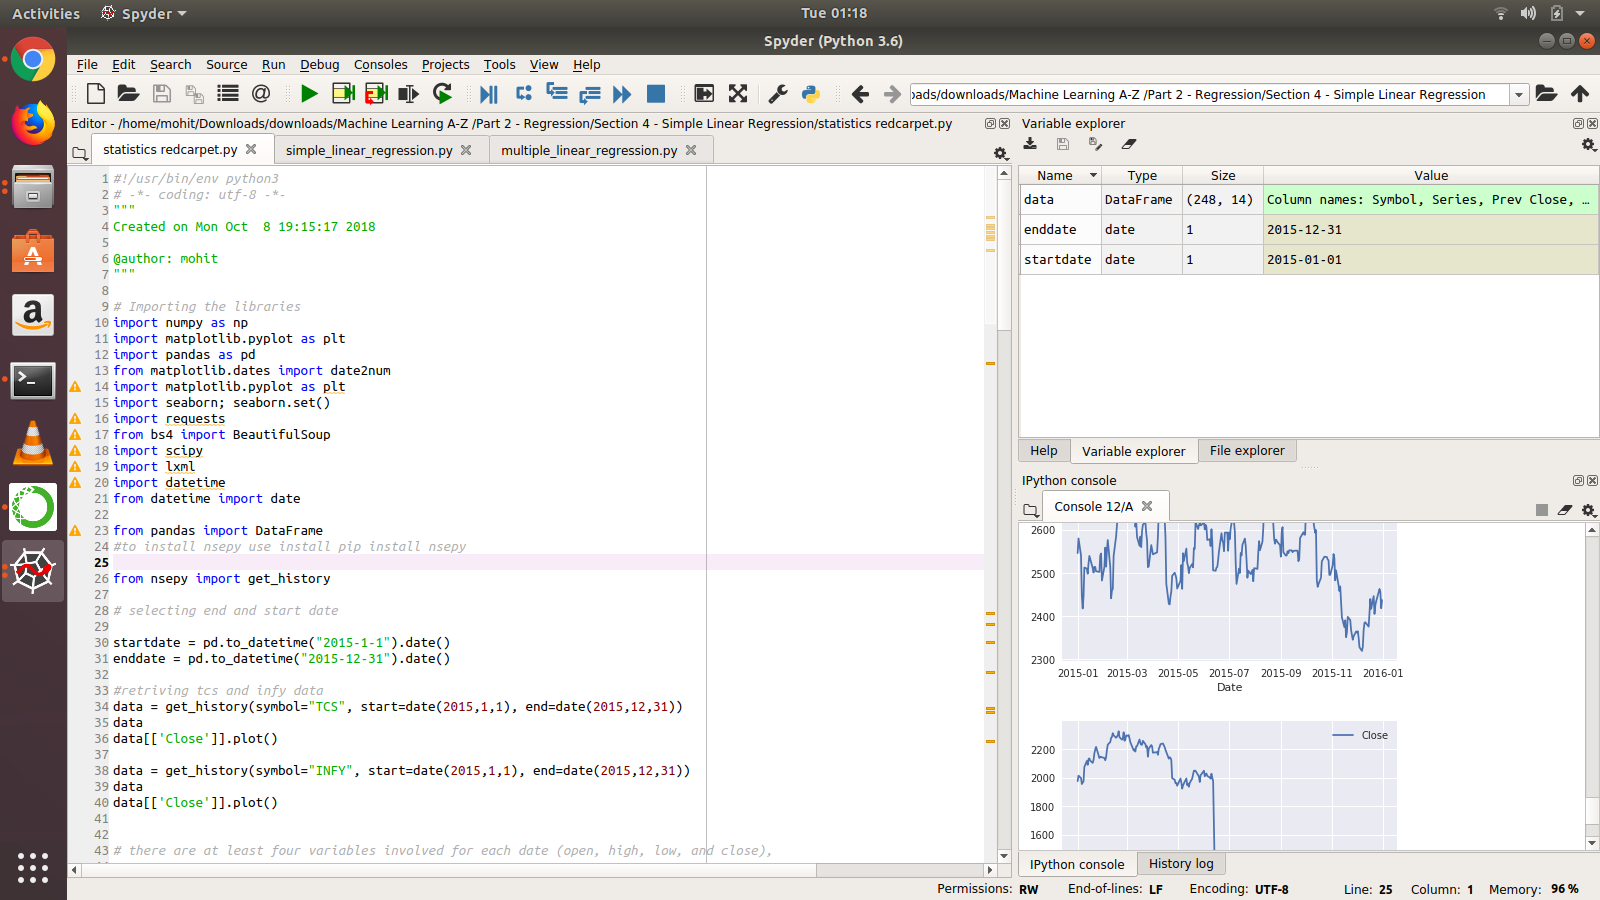 Activities Spyder Tue 01:18
Spyder (Python 3.6)
File Edit Search Source Run Debug Consoles Projects Tools View Help
ads/downloads/Machine Learning A-Z /Part 2 - Regression/Section 4 - Simple Linear Regression
Editor - /home/mohit/Downloads/downloads/Machine Learning A-Z /Part 2 - Regression/Section 4 - Simple Linear Regression/statistics redcarpet.py
statistics redcarpet.py simple_linear_regression.py multiple_linear_regression.py
1 #!/usr/bin/env python3
2 # -*- coding: utf-8 -*-
3 """
4 Created on Mon Oct  8 19:15:17 2018
5
6 @author: mohit
7 """
8
9 # Importing the libraries
10 import numpy as np
11 import matplotlib.pyplot as plt
12 import pandas as pd
13 from matplotlib.dates import date2num
14 import matplotlib.pyplot as plt
15 import seaborn; seaborn.set()
16 import requests
17 from bs4 import BeautifulSoup
18 import scipy
19 import lxml
20 import datetime
21 from datetime import date
22
23 from pandas import DataFrame
24 #to install nsepy use install pip install nsepy
25
26 from nsepy import get_history
27
28 # selecting end and start date
29
30 startdate = pd.to_datetime("2015-1-1").date()
31 enddate = pd.to_datetime("2015-12-31").date()
32
33 #retriving tcs and infy data
34 data = get_history(symbol="TCS", start=date(2015,1,1), end=date(2015,12,31))
35 data
36 data[['Close']].plot()
37
38 data = get_history(symbol="INFY", start=date(2015,1,1), end=date(2015,12,31))
39 data
40 data[['Close']].plot()
41
42
43 # there are at least four variables involved for each date (open, high, low, and close),
Variable explorer
Name Type Size Value
data DataFrame (248, 14) Column names: Symbol, Series, Prev Close, …
enddate date 1 2015-12-31
startdate date 1 2015-01-01
Help Variable explorer File explorer
IPython console
Console 12/A
2600
2500
2400
2300
2015-01 2015-03 2015-05 2015-07 2015-09 2015-11 2016-01
Date
Close
2200
2000
1800
1600
IPython console History log
Permissions: RW End-of-lines: LF Encoding: UTF-8 Line: 25 Column: 1 Memory: 96 %